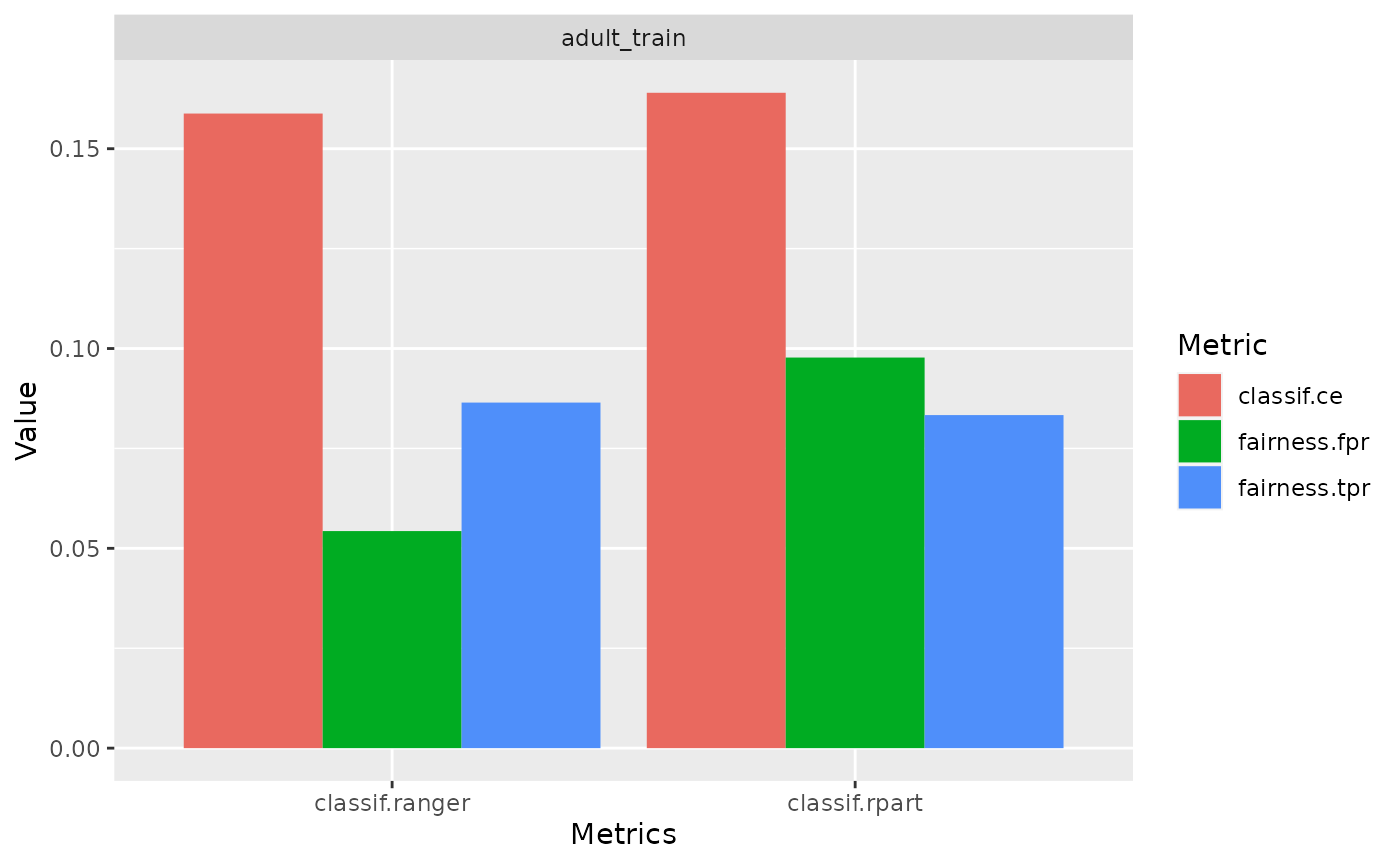 adult_train
0.15
0.10
0.05
0.00
Value
classif.ranger
classif.rpart
Metrics
Metric
classif.ce
fairness.fpr
fairness.tpr